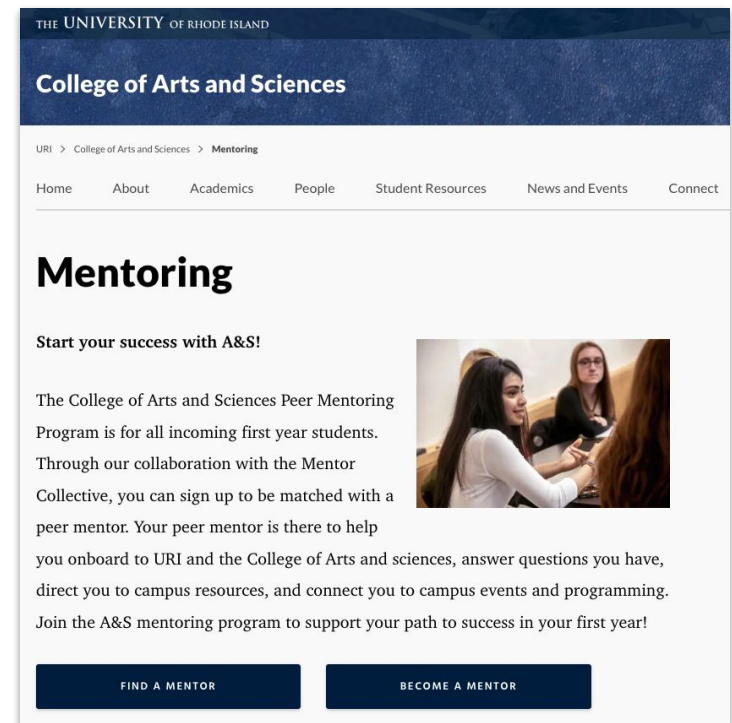 THE UNIVERSITY OF RHODE ISLAND
College of Arts and Sciences
URI > College of Arts and Sciences > Mentoring
Home About Academics People Student Resources News and Events Connect
Mentoring
Start your success with A&S!
The College of Arts and Sciences Peer Mentoring
Program is for all incoming first year students.
Through our collaboration with the Mentor
Collective, you can sign up to be matched with a
peer mentor. Your peer mentor is there to help
you onboard to URI and the College of Arts and sciences, answer questions you have,
direct you to campus resources, and connect you to campus events and programming.
Join the A&S mentoring program to support your path to success in your first year!
FIND A MENTOR
BECOME A MENTOR